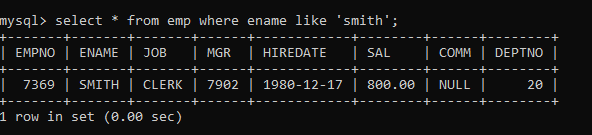 mysql> select * from emp where ename like 'smith';
+-------+-------+-------+------+------------+--------+------+--------+
| EMPNO | ENAME | JOB   | MGR  | HIREDATE   | SAL    | COMM | DEPTNO |
+-------+-------+-------+------+------------+--------+------+--------+
|  7369 | SMITH | CLERK | 7902 | 1980-12-17 | 800.00 | NULL |     20 |
+-------+-------+-------+------+------------+--------+------+--------+
1 row in set (0.00 sec)